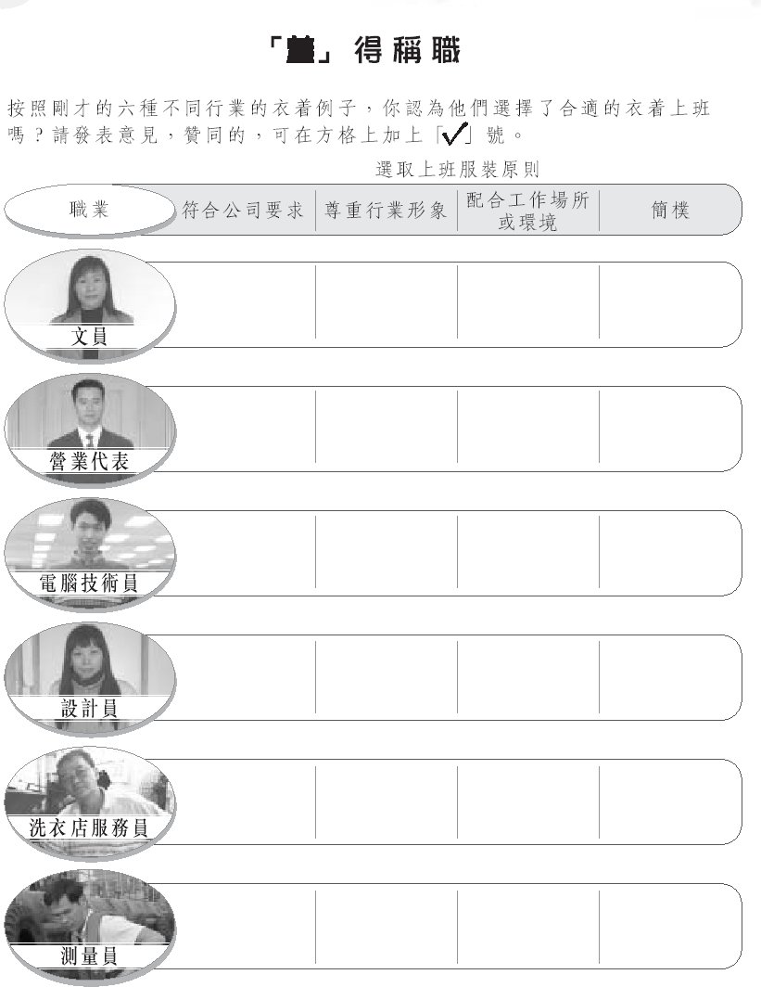 「着」得稱職
按照剛才的六種不同行業的衣着例子，你認為他們選擇了合適的衣着上班
嗎？請發表意見，贊同的，可在方格上加上「✓」號。
選取上班服裝原則
職業 符合公司要求 尊重行業形象 配合工作場所或環境 簡樸
文員
營業代表
電腦技術員
設計員
洗衣店服務員
測量員